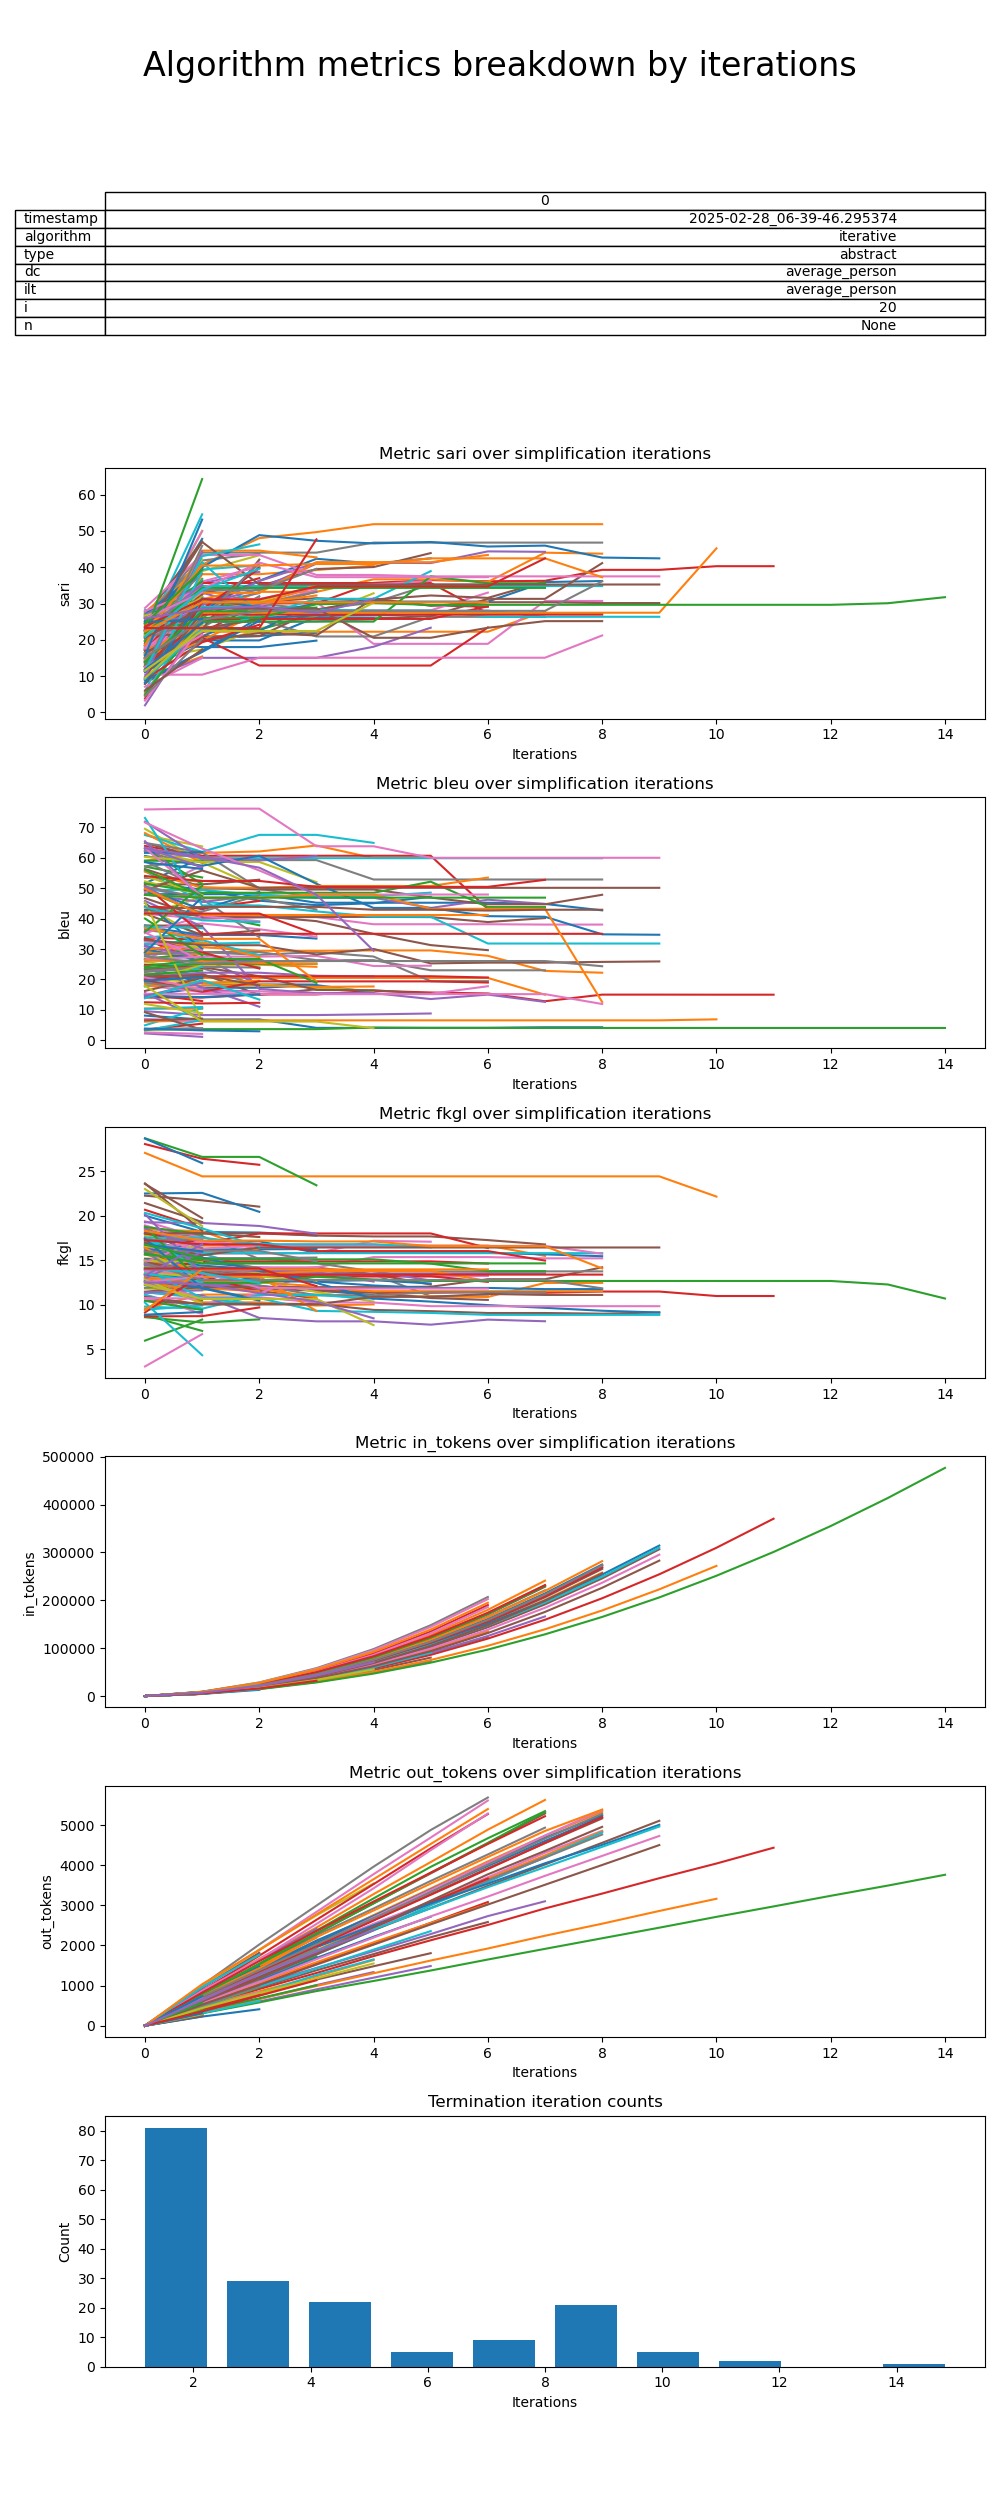 Algorithm metrics breakdown by iterations
0
timestamp 2025-02-28_06-39-46.295374
algorithm iterative
type abstract
dc average_person
ilt average_person
i 20
n None
Metric sari over simplification iterations
60
50
40
30
20
10
0
sari
0 2 4 6 8 10 12 14
Iterations
Metric bleu over simplification iterations
70
60
50
40
30
20
10
0
bleu
0 2 4 6 8 10 12 14
Iterations
Metric fkgl over simplification iterations
25
20
15
10
5
fkgl
0 2 4 6 8 10 12 14
Iterations
Metric in_tokens over simplification iterations
500000
400000
300000
200000
100000
0
in_tokens
0 2 4 6 8 10 12 14
Iterations
Metric out_tokens over simplification iterations
5000
4000
3000
2000
1000
0
out_tokens
0 2 4 6 8 10 12 14
Iterations
Termination iteration counts
80
70
60
50
40
30
20
10
0
Count
2 4 6 8 10 12 14
Iterations